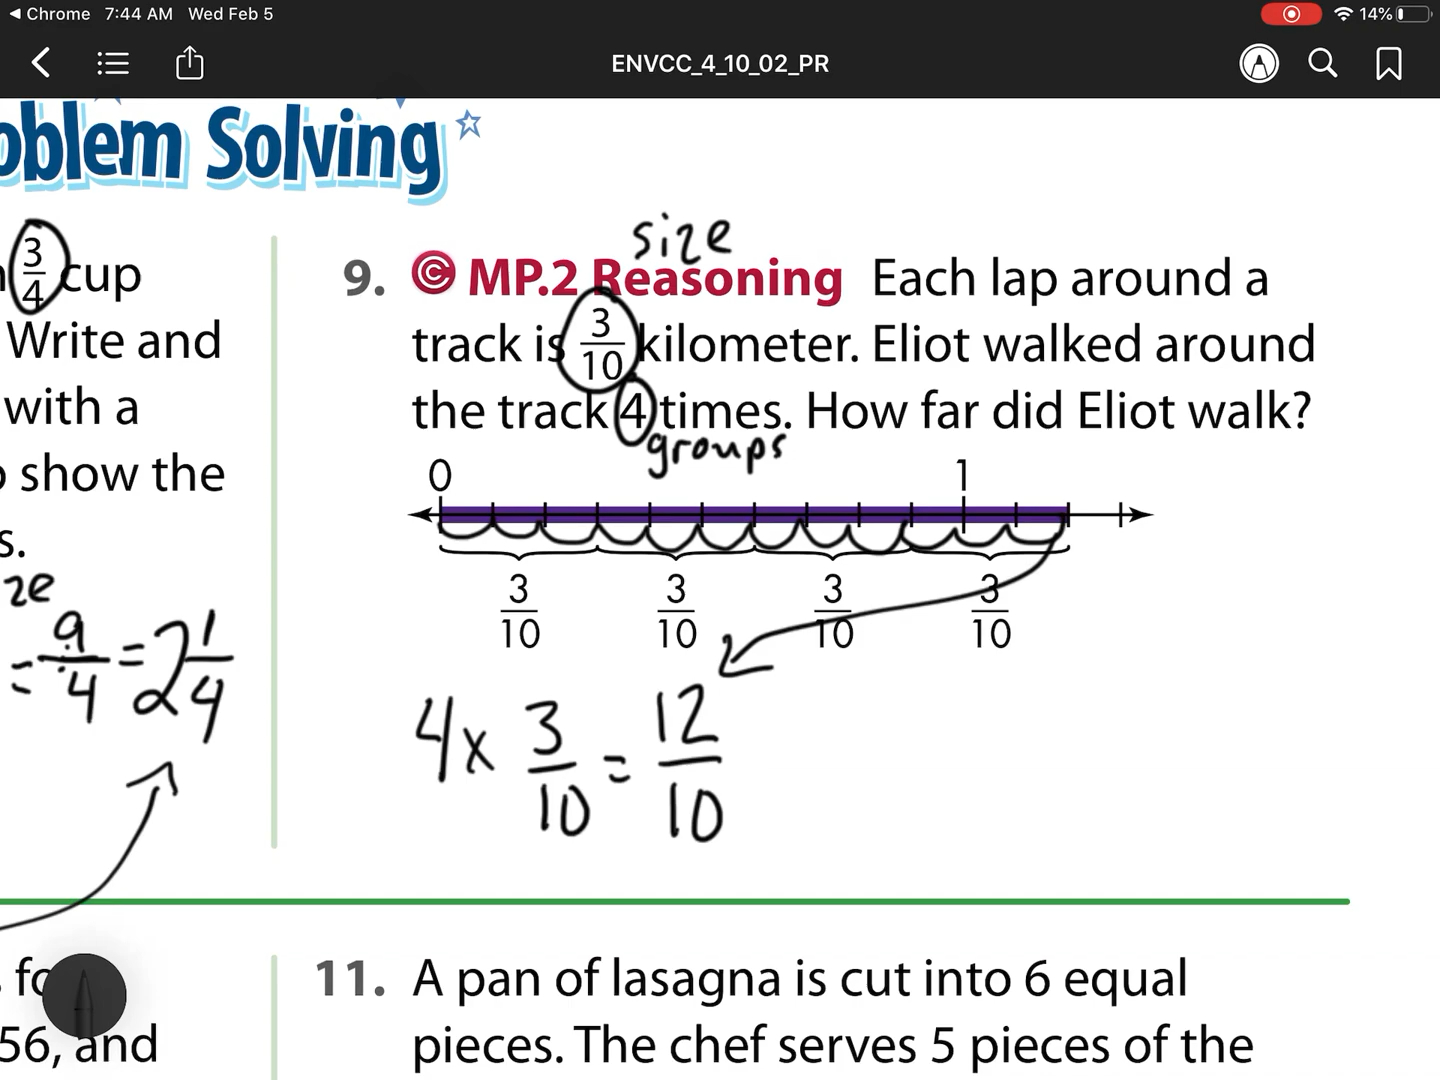 Chrome 7:44 AM Wed Feb 5 14%
ENVCC_4_10_02_PR
oblem Solving
3/4 cup
Write and
with a
show the
s.
ze
= 9/4 = 2 1/4
size
9. MP.2 Reasoning Each lap around a
track is 3/10 kilometer. Eliot walked around
the track 4 times. How far did Eliot walk?
groups
0 1
3/10 3/10 3/10 3/10
4 x 3/10 = 12/10
56, and
11. A pan of lasagna is cut into 6 equal
pieces. The chef serves 5 pieces of the